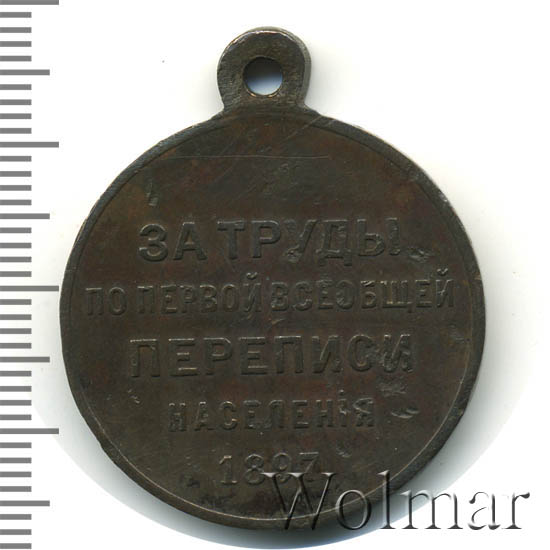 ЗА ТРУДЫ
ПО ПЕРВОЙ ВСЕОБЩЕЙ
ПЕРЕПИСИ
НАСЕЛЕНІЯ
1897
Wolmar